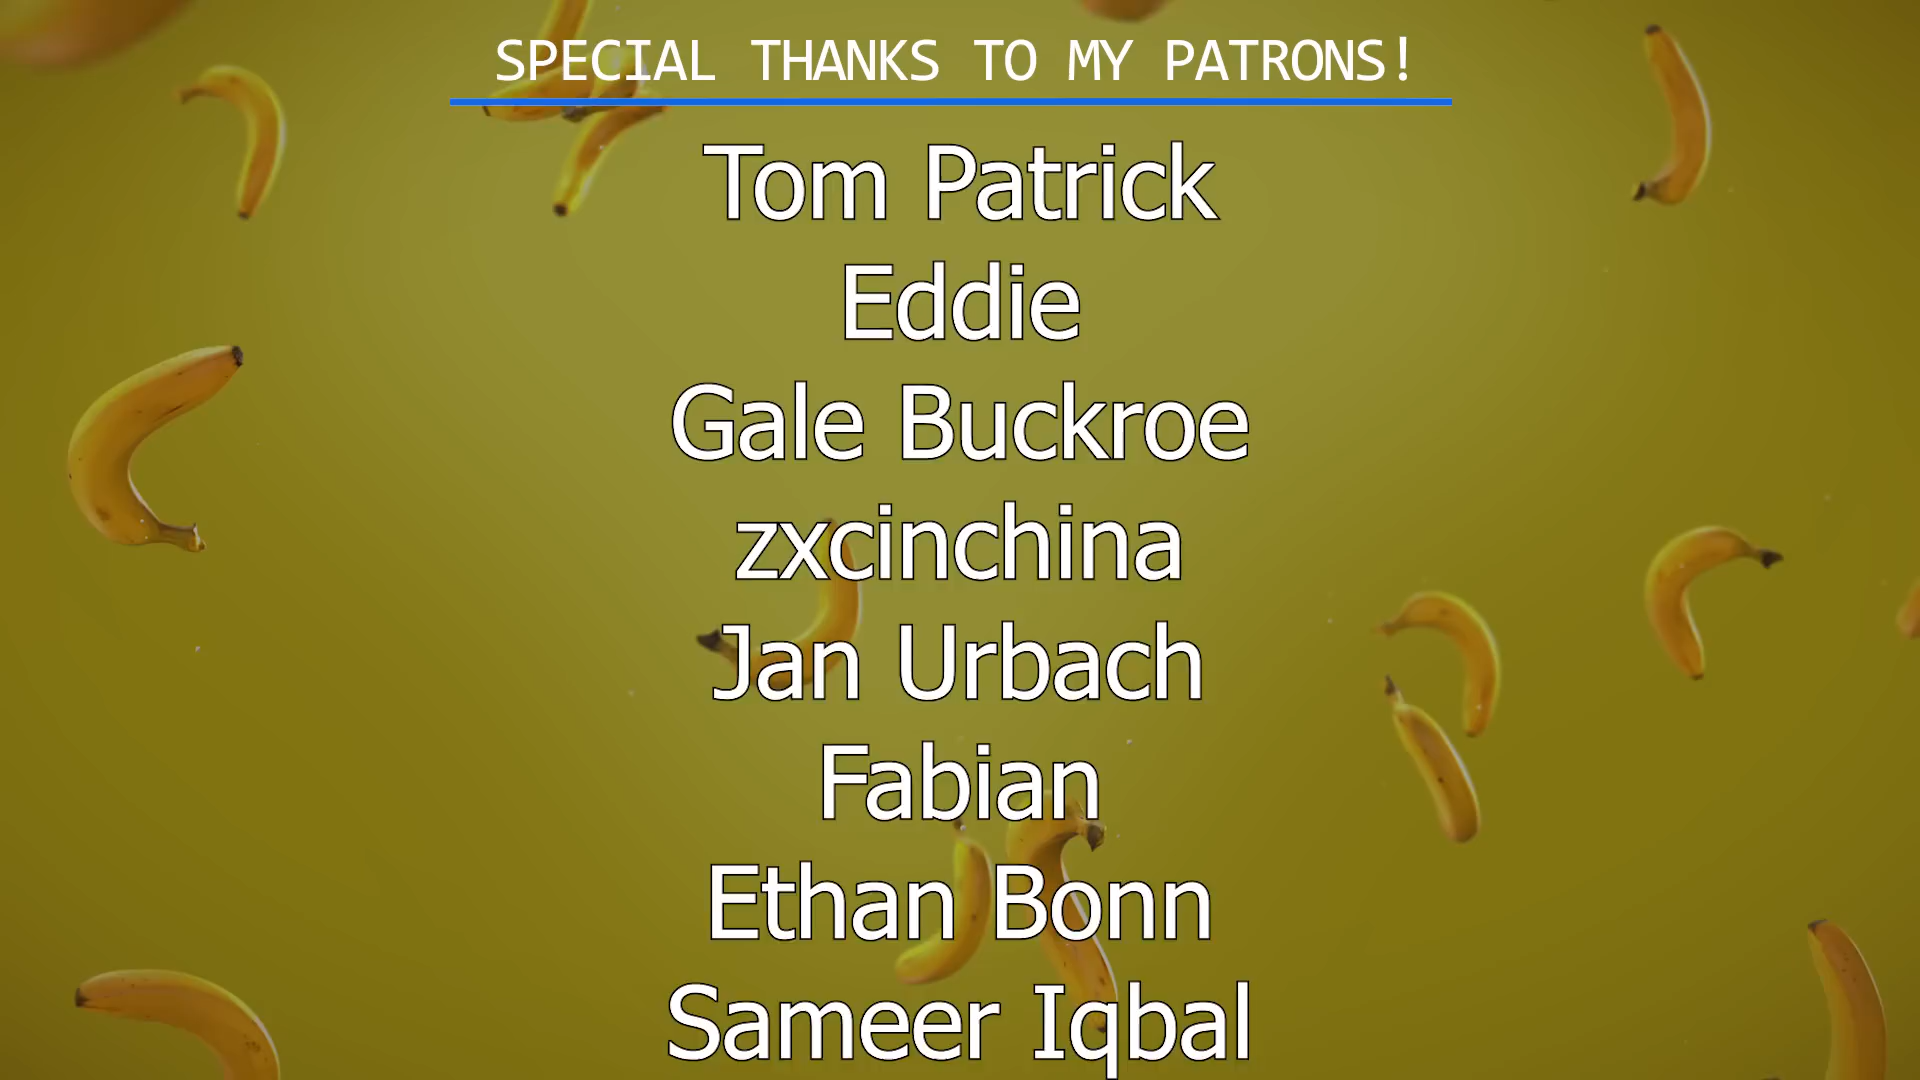 SPECIAL THANKS TO MY PATRONS!
Tom Patrick
Eddie
Gale Buckroe
zxcinchina
Jan Urbach
Fabian
Ethan Bonn
Sameer Iqbal